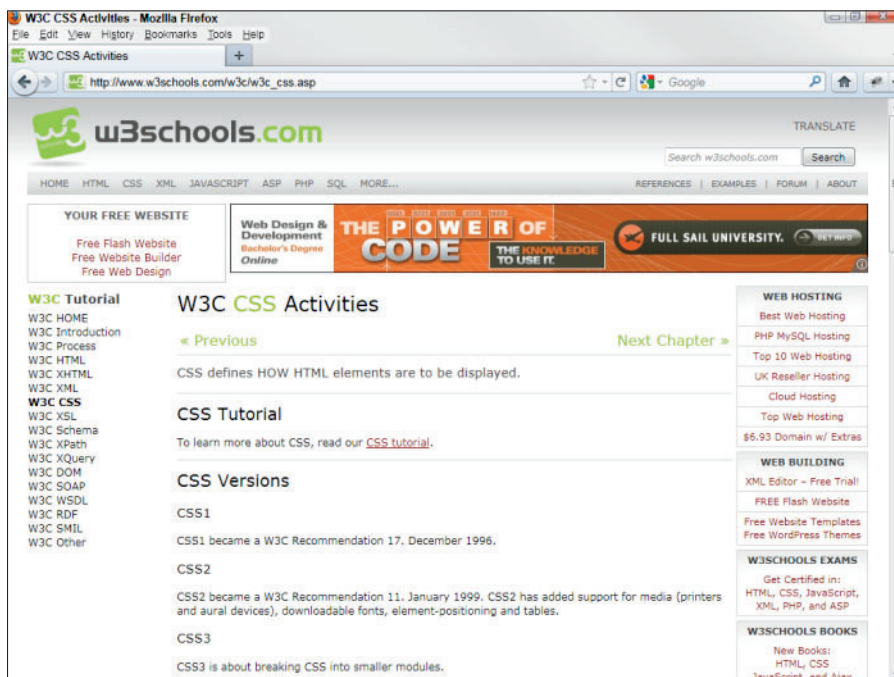 W3C CSS Activities - Mozilla Firefox
File Edit View History Bookmarks Tools Help
W3C CSS Activities +
http://www.w3schools.com/w3c/w3c_css.asp
Google
w3schools.com
TRANSLATE
Search w3schools.com Search
HOME HTML CSS XML JAVASCRIPT ASP PHP SQL MORE...
REFERENCES | EXAMPLES | FORUM | ABOUT
YOUR FREE WEBSITE
Free Flash Website
Free Website Builder
Free Web Design
Web Design &
Development
Bachelor's Degree
Online
THE POWER OF
CODE
THE KNOWLEDGE
TO USE IT.
FULL SAIL UNIVERSITY.
GET INFO
W3C Tutorial
W3C HOME
W3C Introduction
W3C Process
W3C HTML
W3C XHTML
W3C XML
W3C CSS
W3C XSL
W3C Schema
W3C XPath
W3C XQuery
W3C DOM
W3C SOAP
W3C WSDL
W3C RDF
W3C SMIL
W3C Other
W3C CSS Activities
« Previous
Next Chapter »
CSS defines HOW HTML elements are to be displayed.
CSS Tutorial
To learn more about CSS, read our CSS tutorial.
CSS Versions
CSS1
CSS1 became a W3C Recommendation 17. December 1996.
CSS2
CSS2 became a W3C Recommendation 11. January 1999. CSS2 has added support for media (printers
and aural devices), downloadable fonts, element-positioning and tables.
CSS3
CSS3 is about breaking CSS into smaller modules.
WEB HOSTING
Best Web Hosting
PHP MySQL Hosting
Top 10 Web Hosting
UK Reseller Hosting
Cloud Hosting
Top Web Hosting
$6.93 Domain w/ Extras
WEB BUILDING
XML Editor – Free Trial!
FREE Flash Website
Free Website Templates
Free WordPress Themes
W3SCHOOLS EXAMS
Get Certified in:
HTML, CSS, JavaScript,
XML, PHP, and ASP
W3SCHOOLS BOOKS
New Books:
HTML, CSS
JavaScript, and Ajax